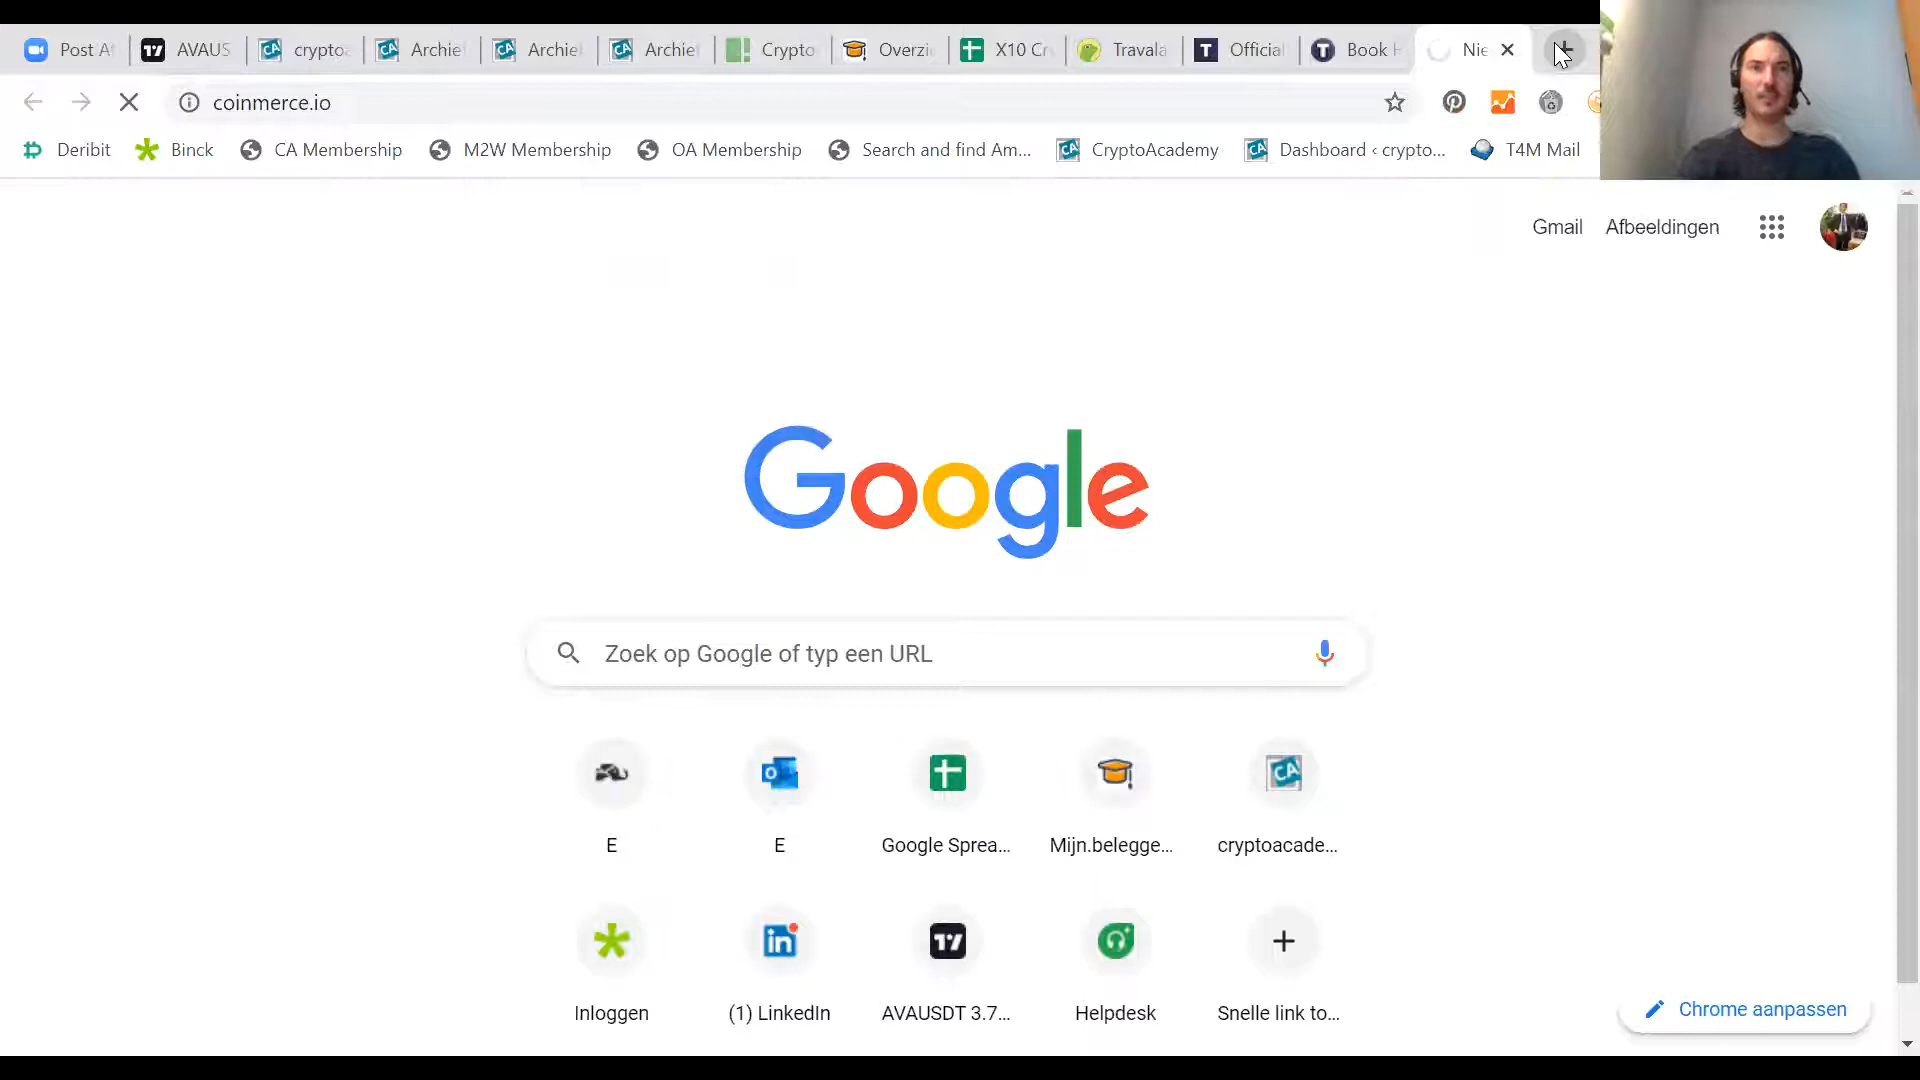 Post A
AVAUS
crypto
Archie
Archie
Archie
Crypto
Overzi
X10 Cr
Travala
Official
Book H
Nie
coinmerce.io
Deribit
Binck
CA Membership
M2W Membership
OA Membership
Search and find Am...
CryptoAcademy
Dashboard ‹ crypto...
T4M Mail
Gmail
Afbeeldingen
Google
Zoek op Google of typ een URL
E
E
Google Sprea...
Mijn.belegge...
cryptoacade...
Inloggen
(1) LinkedIn
AVAUSDT 3.7...
Helpdesk
Snelle link to...
Chrome aanpassen